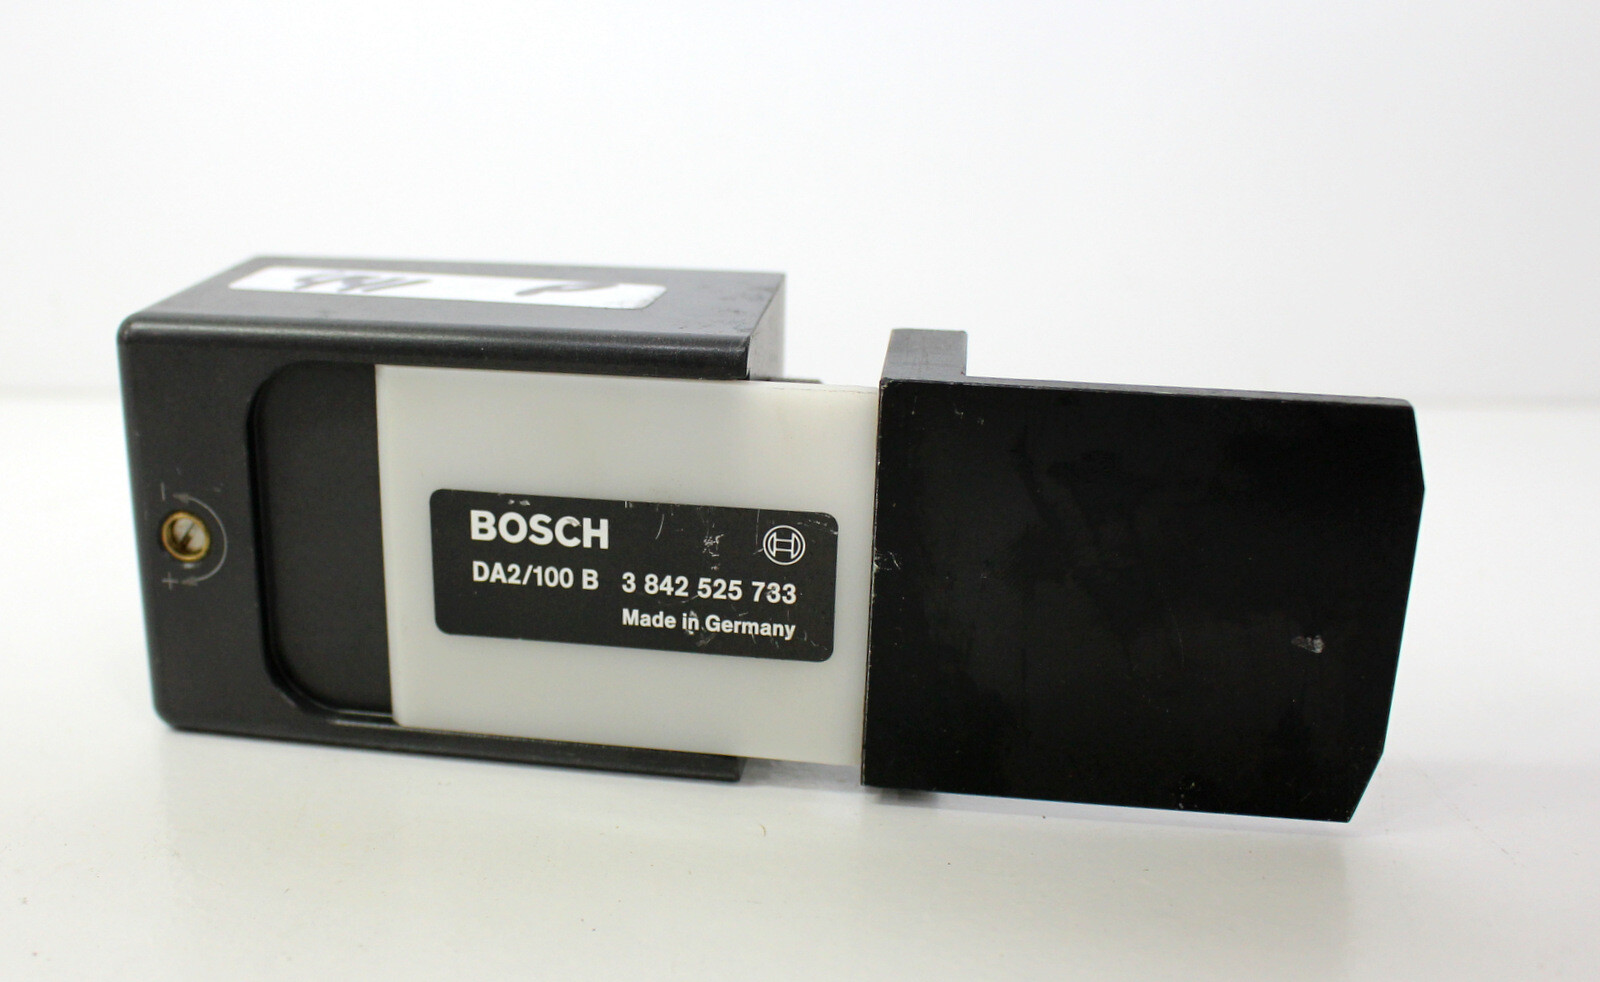 BOSCH
DA2/100 B 3 842 525 733
Made in Germany
-
+